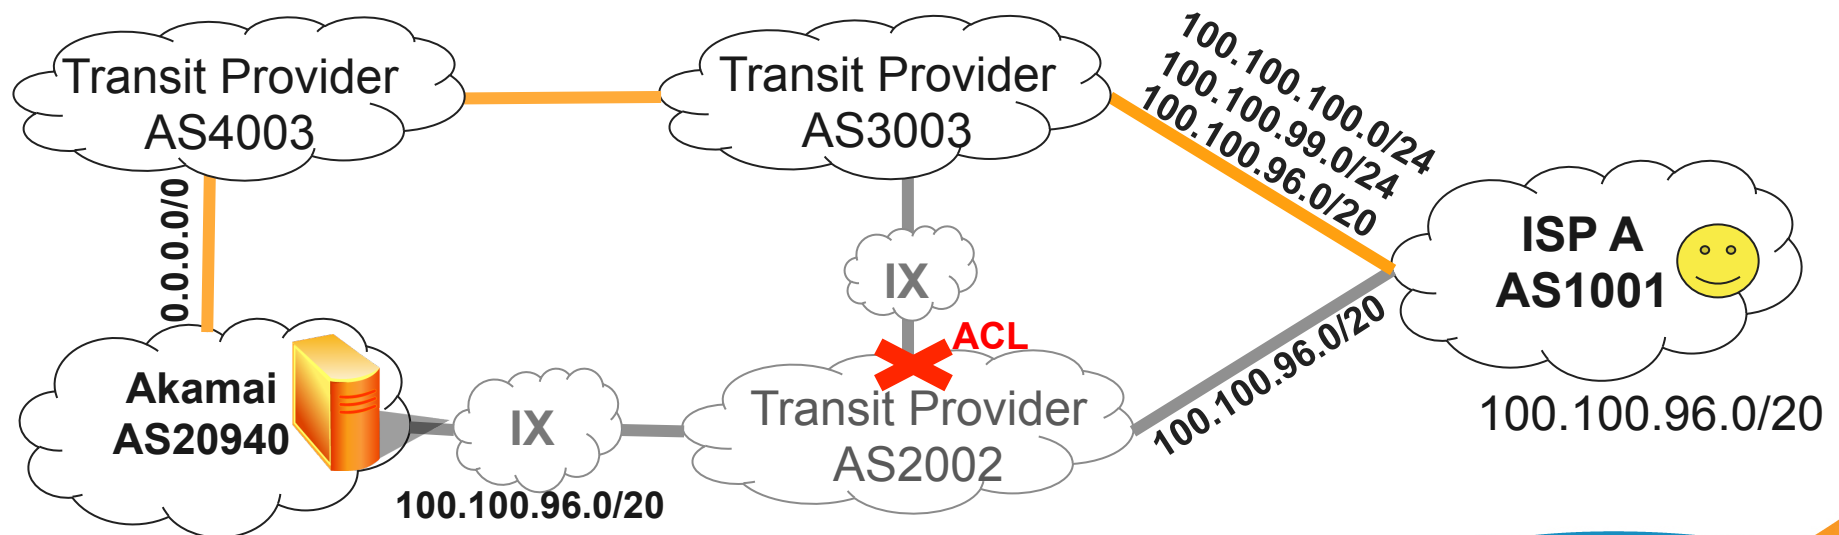 Transit Provider
AS4003
Transit Provider
AS3003
100.100.100.0/24
100.100.99.0/24
100.100.96.0/20
0.0.0.0/0
IX
ISP A
AS1001
ACL
100.100.96.0/20
100.100.96.0/20
Akamai
AS20940
IX
Transit Provider
AS2002
100.100.96.0/20